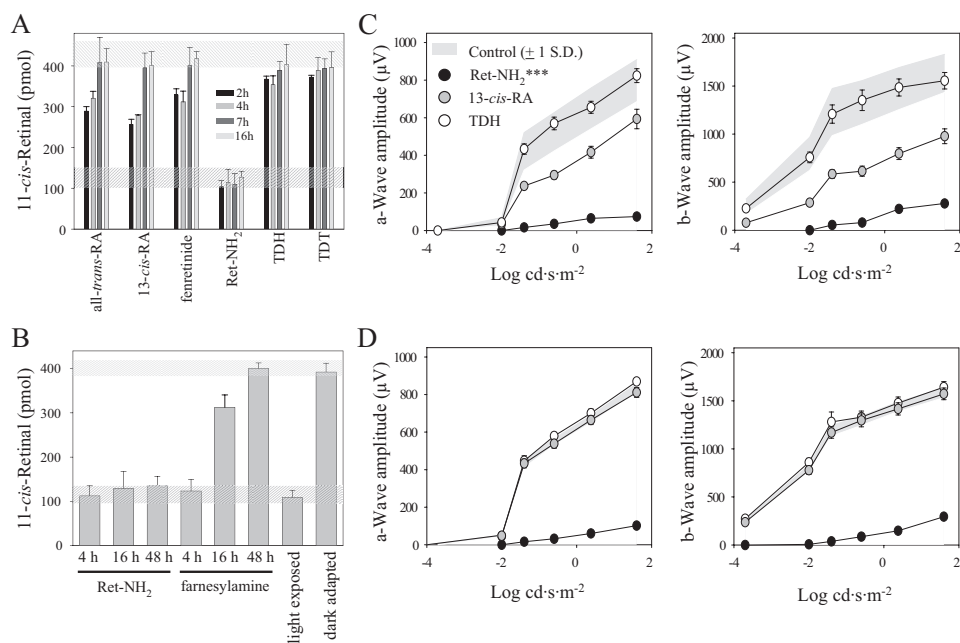 A
11-cis-Retinal (pmol)
400
300
200
100
0
2h
4h
7h
16h
all-trans-RA
13-cis-RA
fenretinide
Ret-NH2
TDH
TDT
C
a-Wave amplitude (µV)
1000
800
600
400
200
0
Control (± 1 S.D.)
Ret-NH2***
13-cis-RA
TDH
-4 -2 0 2
Log cd·s·m-2
b-Wave amplitude (µV)
2000
1500
1000
500
0
-4 -2 0 2
Log cd·s·m-2
B
11-cis-Retinal (pmol)
400
300
200
100
0
4 h 16 h 48 h 4 h 16 h 48 h
Ret-NH2 farnesylamine
light exposed
dark adapted
D
a-Wave amplitude (µV)
1000
800
600
400
200
0
-4 -2 0 2
Log cd·s·m-2
b-Wave amplitude (µV)
2000
1500
1000
500
0
-4 -2 0 2
Log cd·s·m-2